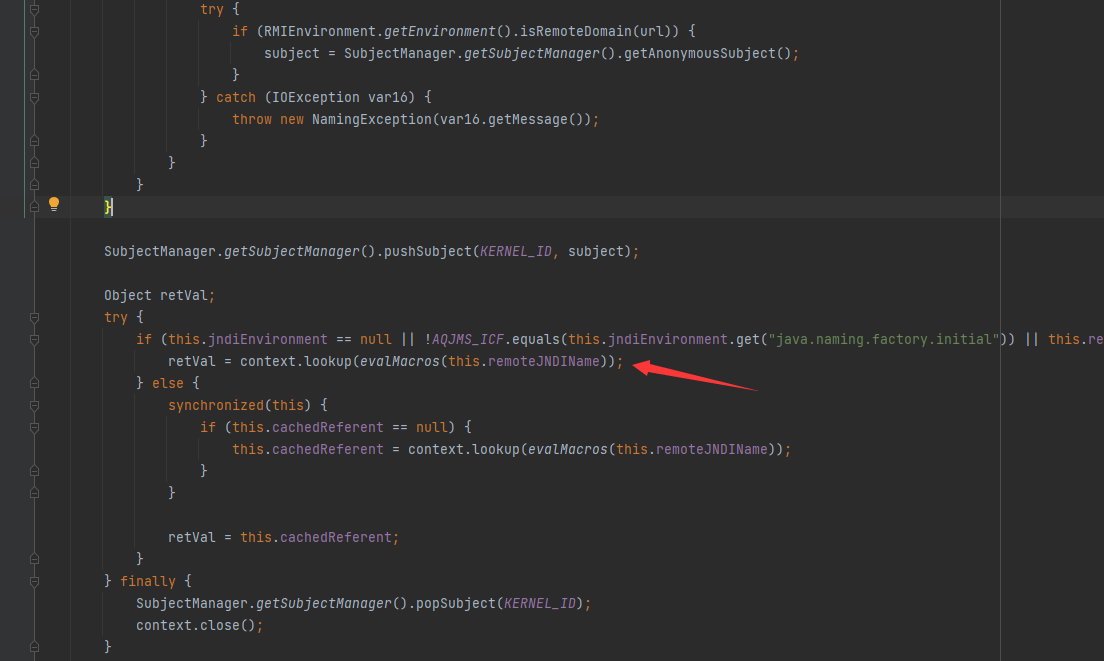 try {
if (RMIEnvironment.getEnvironment().isRemoteDomain(url)) {
subject = SubjectManager.getSubjectManager().getAnonymousSubject();
}
} catch (IOException var16) {
throw new NamingException(var16.getMessage());
}
}
}
}
SubjectManager.getSubjectManager().pushSubject(KERNEL_ID, subject);
Object retVal;
try {
if (this.jndiEnvironment == null || !AQJMS_ICF.equals(this.jndiEnvironment.get("java.naming.factory.initial")) || this.re
retVal = context.lookup(evalMacros(this.remoteJNDIName));
} else {
synchronized(this) {
if (this.cachedReferent == null) {
this.cachedReferent = context.lookup(evalMacros(this.remoteJNDIName));
}
}
retVal = this.cachedReferent;
}
} finally {
SubjectManager.getSubjectManager().popSubject(KERNEL_ID);
context.close();
}